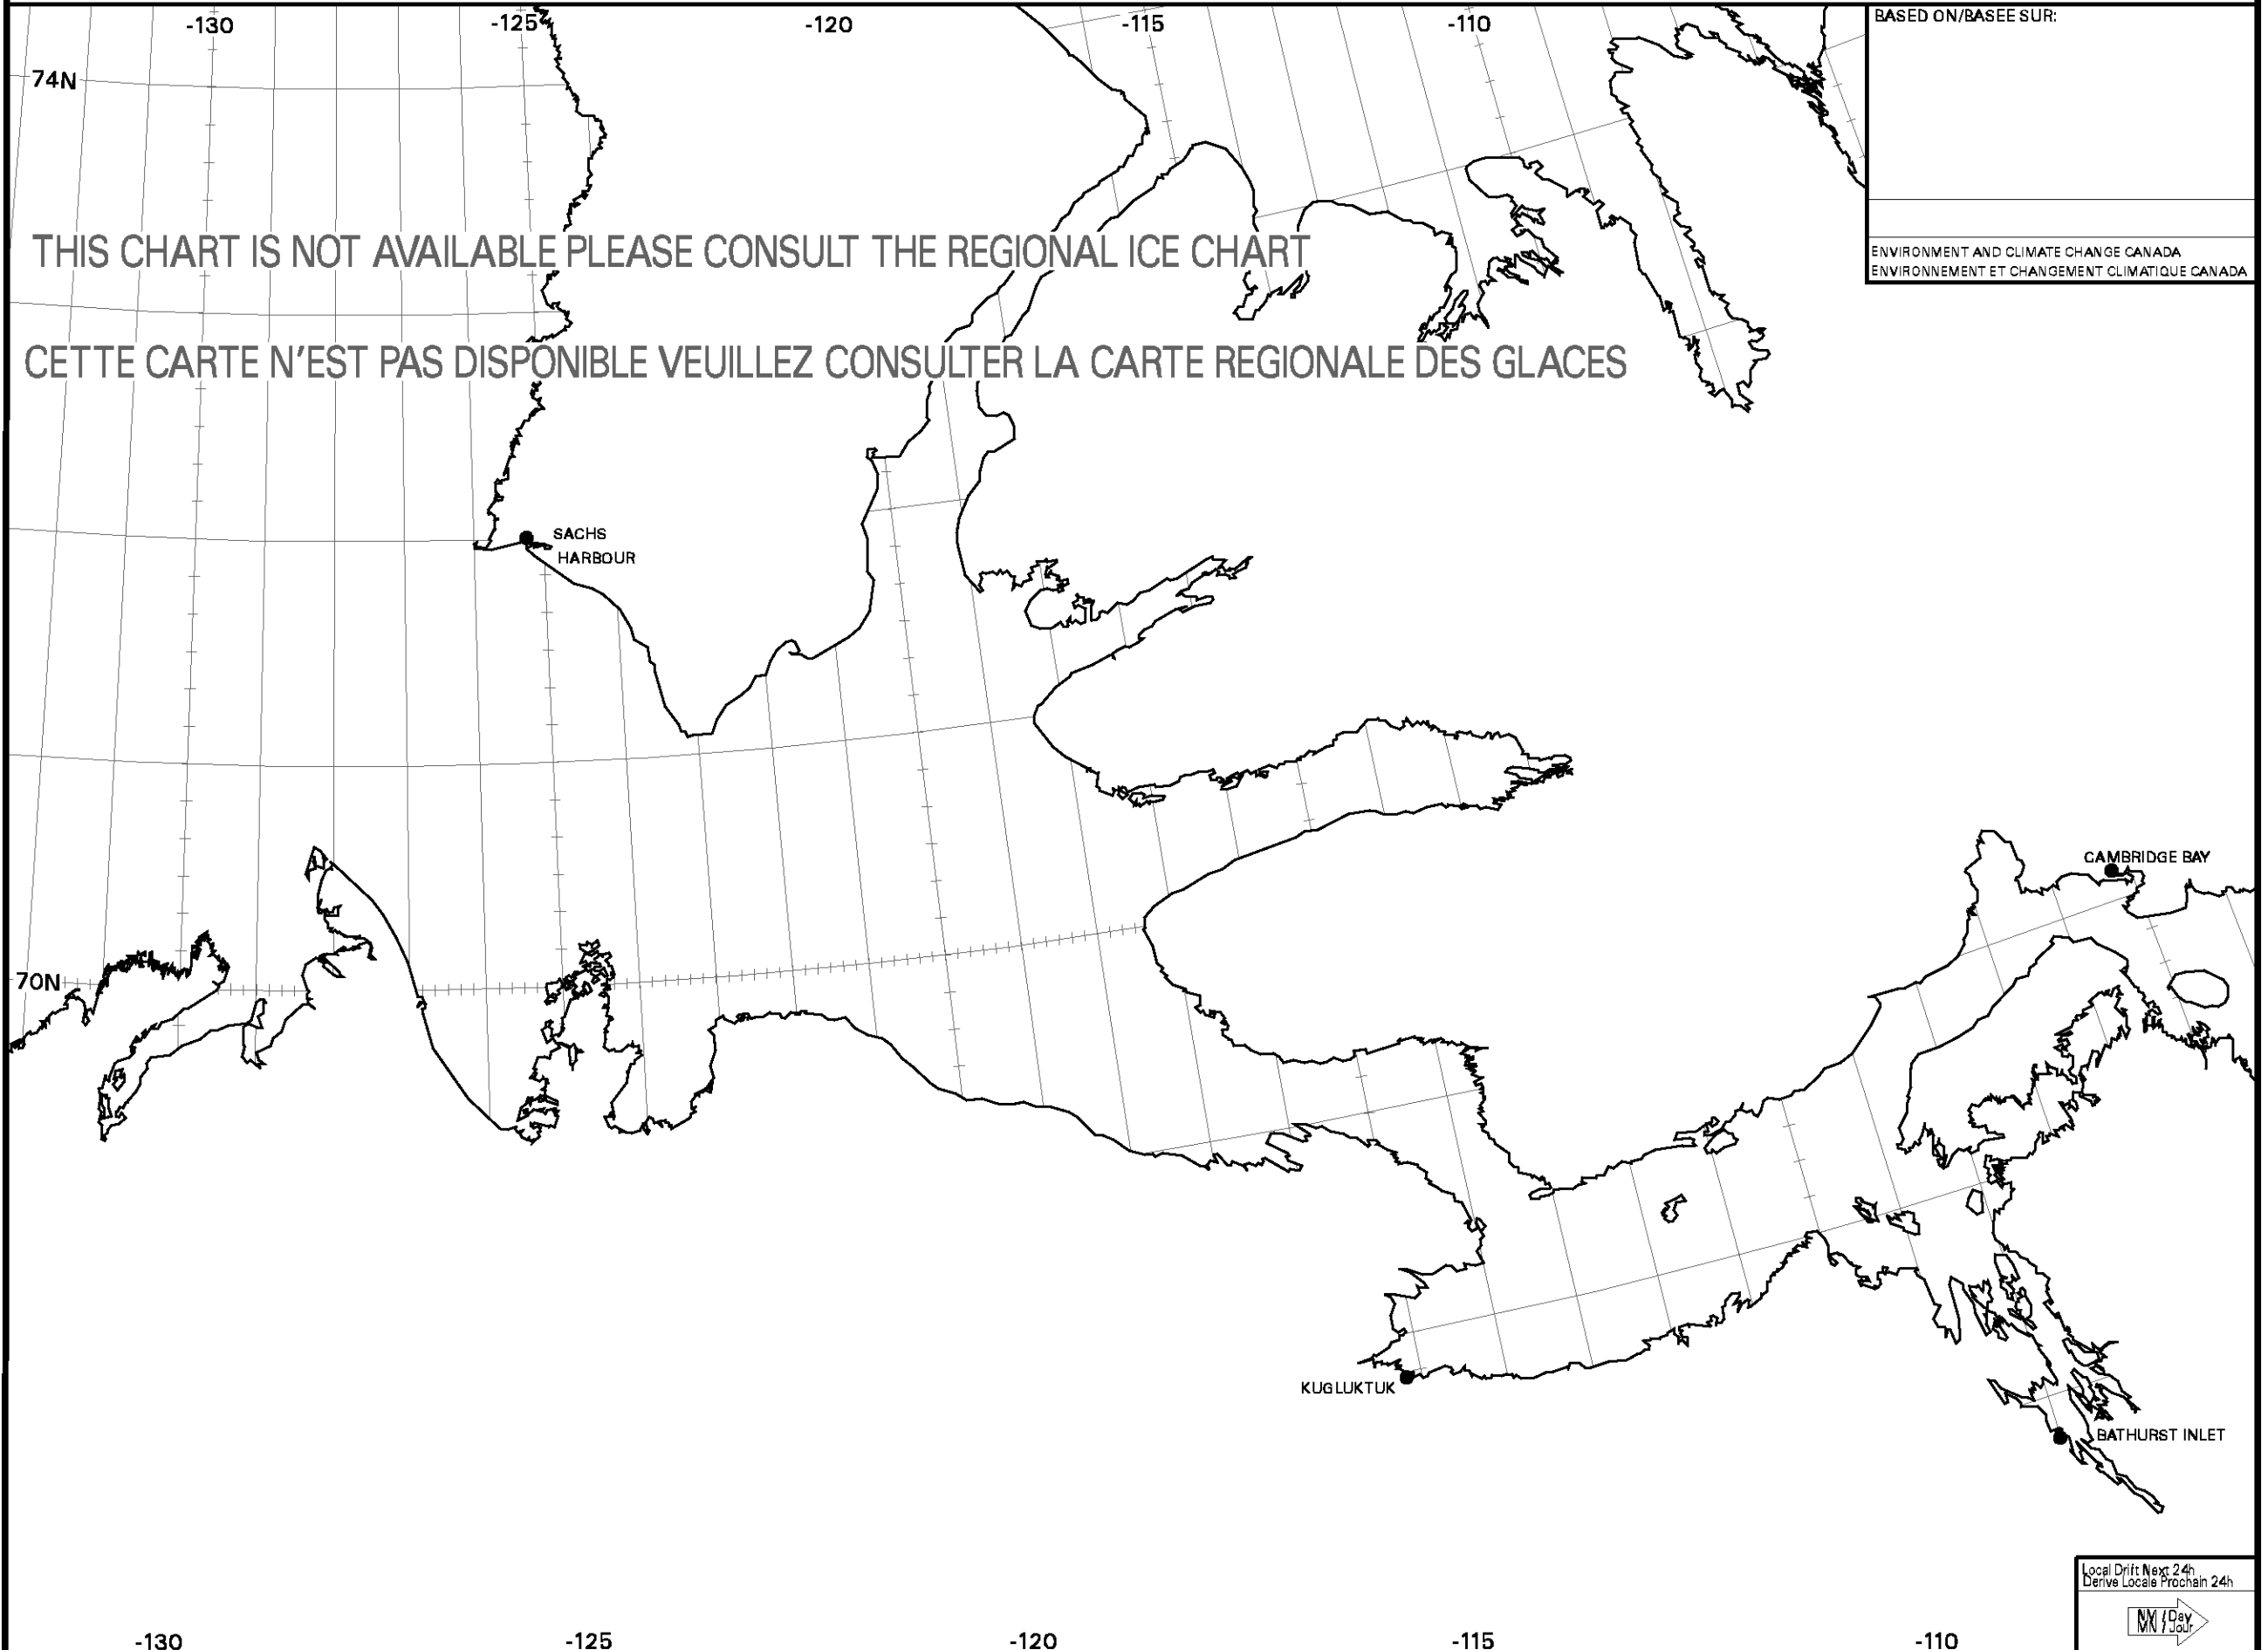 -130
-125
-120
-115
-110
BASED ON/BASEE SUR:
74N
THIS CHART IS NOT AVAILABLE PLEASE CONSULT THE REGIONAL ICE CHART
ENVIRONMENT AND CLIMATE CHANGE CANADA
ENVIRONNEMENT ET CHANGEMENT CLIMATIQUE CANADA
CETTE CARTE N'EST PAS DISPONIBLE VEUILLEZ CONSULTER LA CARTE REGIONALE DES GLACES
SACHS
HARBOUR
CAMBRIDGE BAY
70N
KUGLUKTUK
BATHURST INLET
Local Drift Next 24h
Derive Locale Prochain 24h
NM / Day
MN / Jour
-130
-125
-120
-115
-110